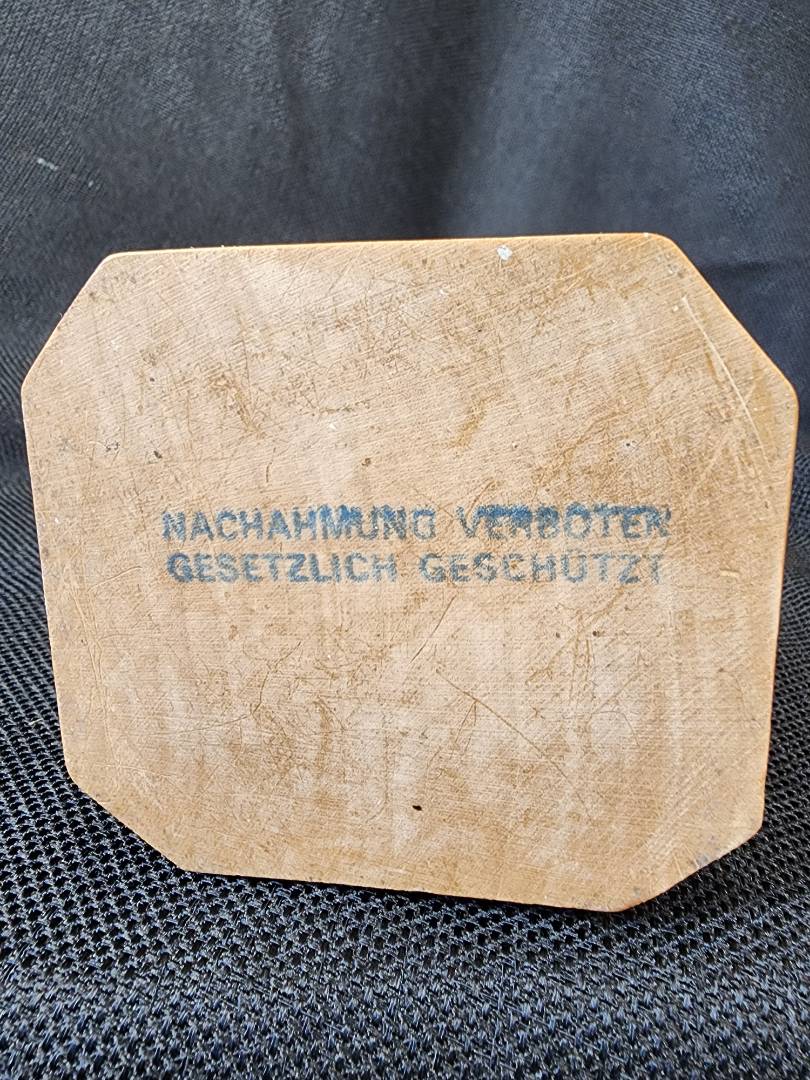 NACHAHMUNG VERBOTEN
GESETZLICH GESCHÜTZT